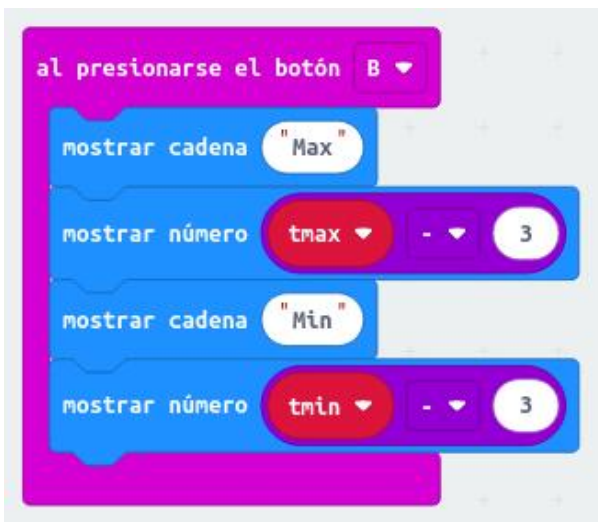 al presionarse el botón B
mostrar cadena "Max"
mostrar número tmax - 3
mostrar cadena "Min"
mostrar número tmin - 3